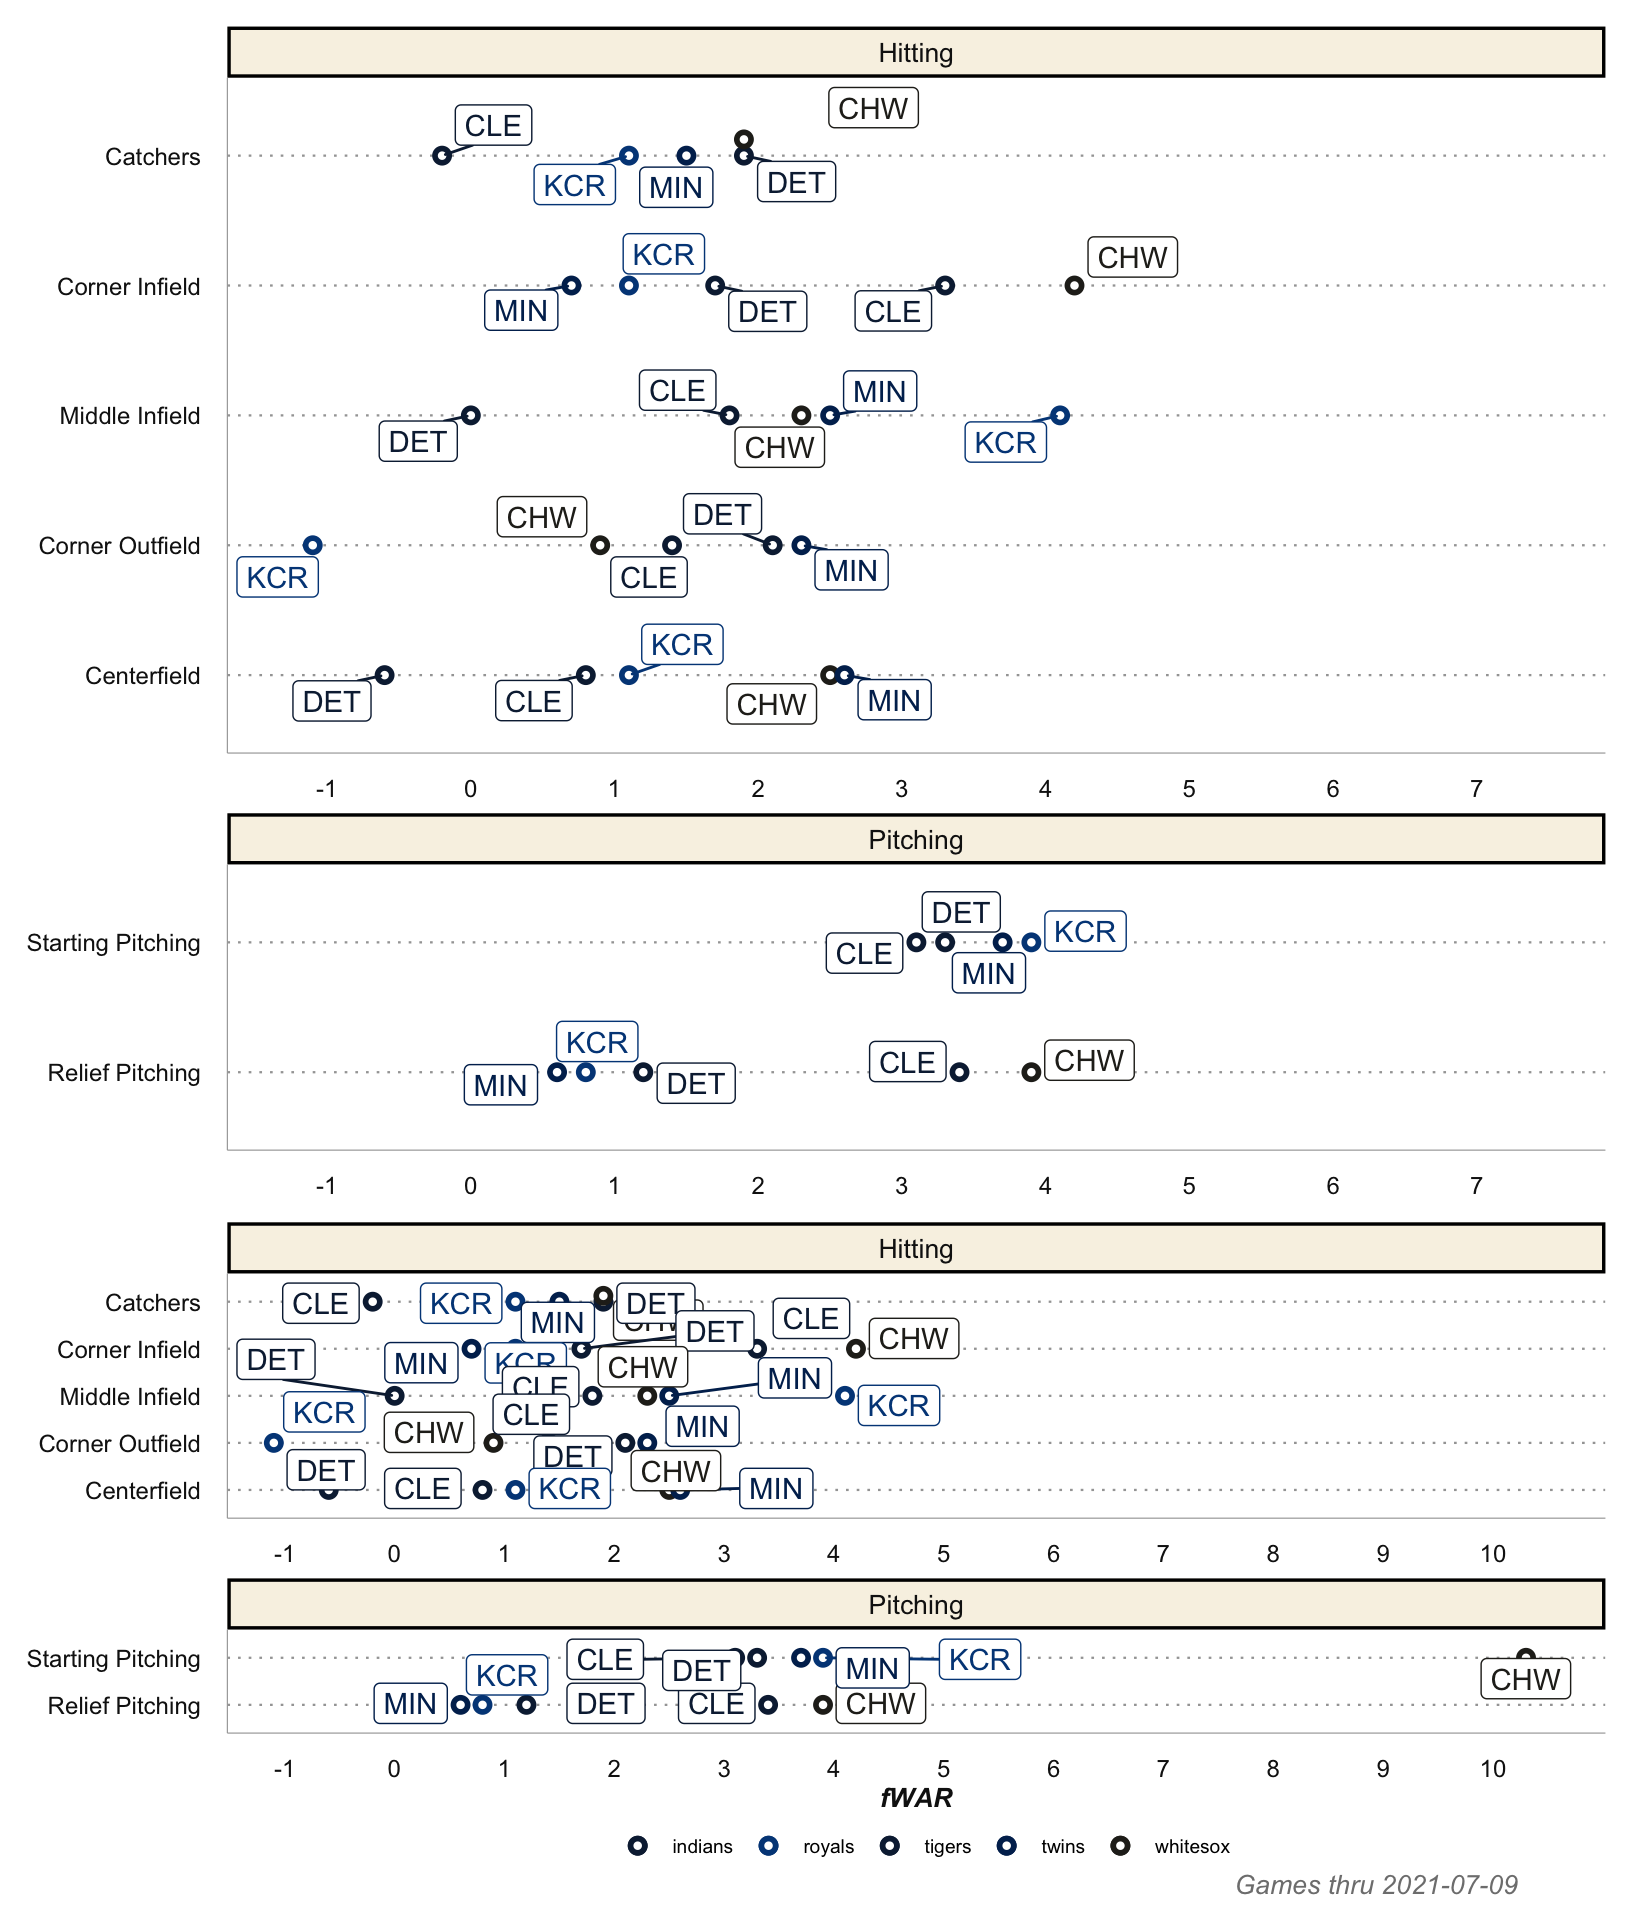 Hitting
CHW
CLE
Catchers
KCR
MIN
DET
KCR
CHW
Corner Infield
MIN
DET
CLE
CLE
MIN
Middle Infield
DET
CHW
KCR
CHW
DET
Corner Outfield
KCR
CLE
MIN
KCR
Centerfield
DET
CLE
CHW
MIN
-1 0 1 2 3 4 5 6 7
Pitching
DET
KCR
Starting Pitching
CLE
MIN
KCR
CLE
CHW
Relief Pitching
MIN
DET
-1 0 1 2 3 4 5 6 7
Hitting
Catchers
CLE
KCR
DET
CHW
MIN
CLE
DET
CHW
Corner Infield
DET
MIN
KCR
CHW
CLE
MIN
Middle Infield
KCR
CLE
KCR
MIN
Corner Outfield
CHW
DET
DET
CHW
Centerfield
CLE
KCR
MIN
-1 0 1 2 3 4 5 6 7 8 9 10
Pitching
Starting Pitching
CLE
DET
MIN
KCR
CHW
KCR
Relief Pitching
MIN
DET
CLE
CHW
-1 0 1 2 3 4 5 6 7 8 9 10
fWAR
indians royals tigers twins whitesox
Games thru 2021-07-09